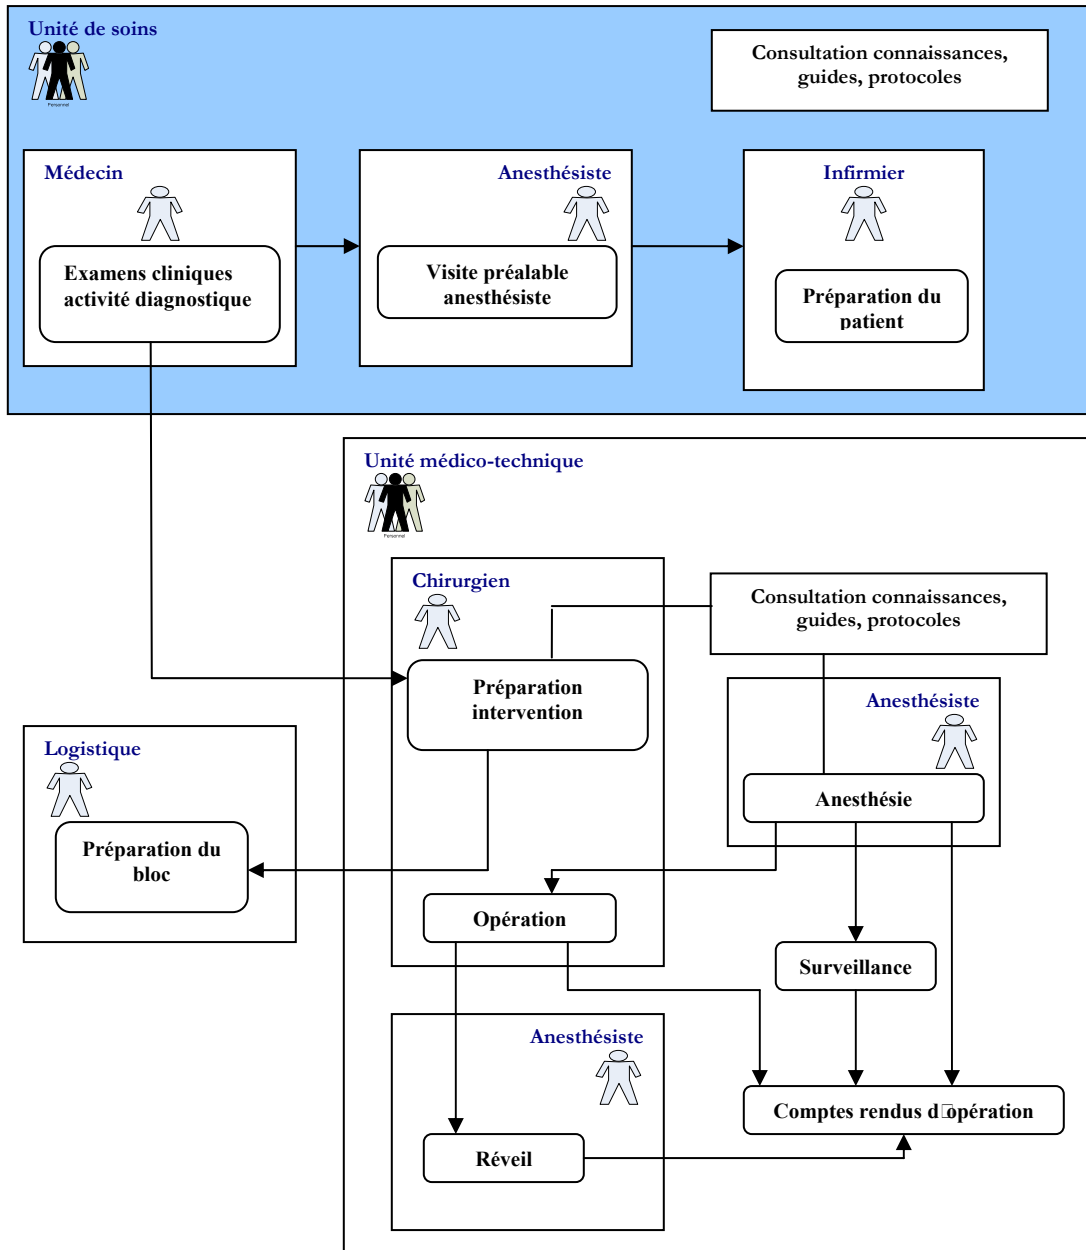 Unité de soins
Personnel
Consultation connaissances,
guides, protocoles
Médecin
Examens cliniques
activité diagnostique
Anesthésiste
Visite préalable
anesthésiste
Infirmier
Préparation du
patient
Unité médico-technique
Personnel
Chirurgien
Préparation
intervention
Consultation connaissances,
guides, protocoles
Anesthésiste
Anesthésie
Logistique
Préparation du
bloc
Opération
Surveillance
Anesthésiste
Réveil
Comptes rendus d□opération